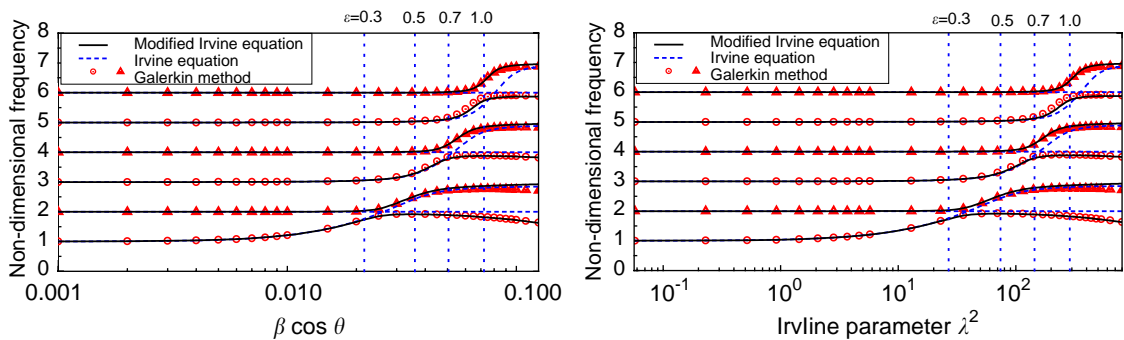 ε=0.3 0.5 0.7 1.0
Non-dimensional frequency
8
7
6
5
4
3
2
1
0
Modified Irvine equation
Irvine equation
Galerkin method
0.001 0.010 0.100
β cos θ
ε=0.3 0.5 0.7 1.0
Non-dimensional frequency
8
7
6
5
4
3
2
1
0
Modified Irvine equation
Irvine equation
Galerkin method
10⁻¹ 10⁰ 10¹ 10²
Irvline parameter λ²